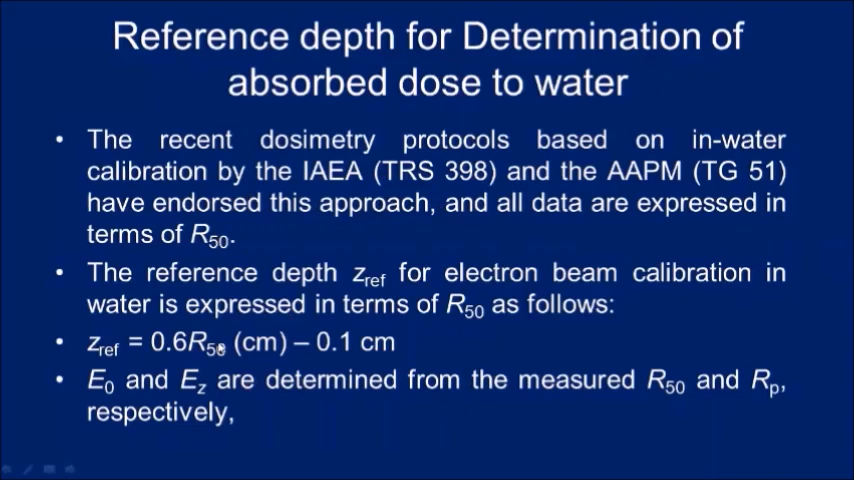 Reference depth for Determination of
absorbed dose to water
• The recent dosimetry protocols based on in-water
calibration by the IAEA (TRS 398) and the AAPM (TG 51)
have endorsed this approach, and all data are expressed in
terms of R50.
• The reference depth zref for electron beam calibration in
water is expressed in terms of R50 as follows:
• zref = 0.6R50 (cm) – 0.1 cm
• E0 and Ez are determined from the measured R50 and Rp,
respectively,